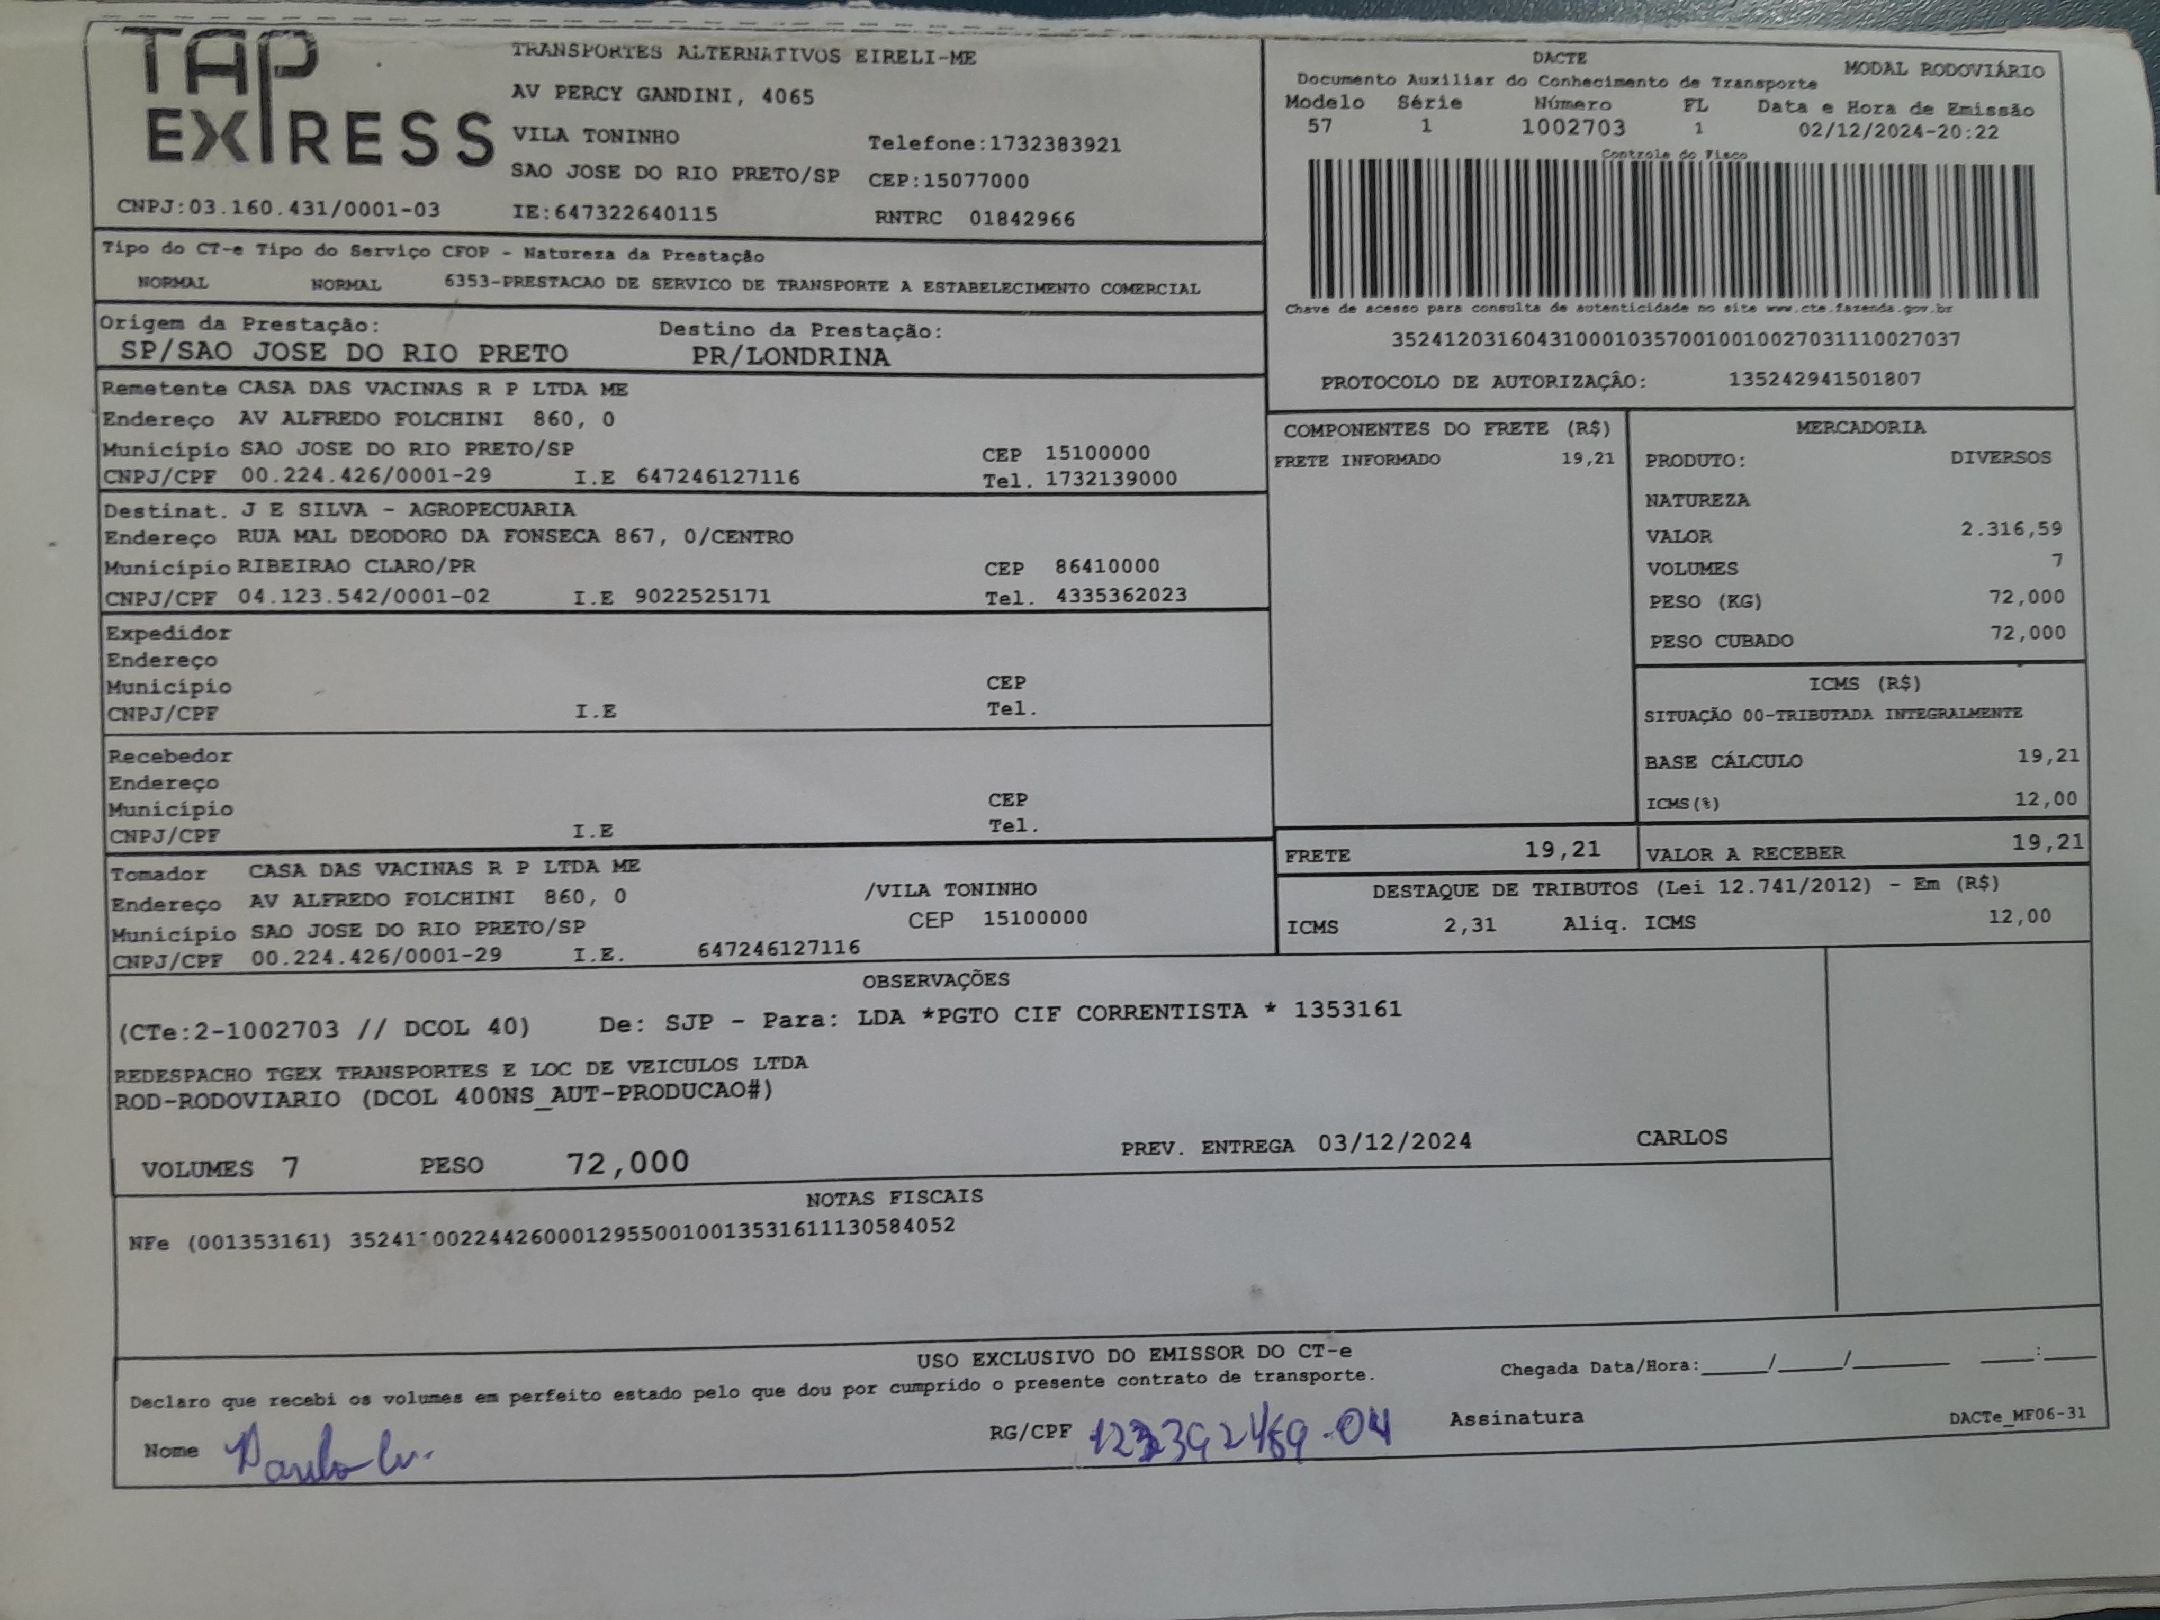 TAP EXPRESS
TRANSPORTES ALTERNATIVOS EIRELI-ME
AV PERCY GANDINI, 4065
VILA TONINHO Telefone:1732383921
SAO JOSE DO RIO PRETO/SP CEP:15077000
CNPJ:03.160.431/0001-03 IE:647322640115 RNTRC 01842966
DACTE MODAL RODOVIÁRIO
Documento Auxiliar do Conhecimento de Transporte
Modelo Série Número FL Data e Hora de Emissão
57 1 1002703 1 02/12/2024-20:22
Controle do Fisco
Chave de acesso para consulta de autenticidade no site www.cte.fazenda.gov.br
35241203160431000103570010010027031110027037
PROTOCOLO DE AUTORIZAÇÃO: 135242941501807
Tipo do CT-e Tipo do Serviço CFOP - Natureza da Prestação
NORMAL NORMAL 6353-PRESTACAO DE SERVICO DE TRANSPORTE A ESTABELECIMENTO COMERCIAL
Origem da Prestação: Destino da Prestação:
SP/SAO JOSE DO RIO PRETO PR/LONDRINA
Remetente CASA DAS VACINAS R P LTDA ME
Endereço AV ALFREDO FOLCHINI 860, 0
Município SAO JOSE DO RIO PRETO/SP CEP 15100000
CNPJ/CPF 00.224.426/0001-29 I.E 647246127116 Tel. 1732139000
Destinat. J E SILVA - AGROPECUARIA
Endereço RUA MAL DEODORO DA FONSECA 867, 0/CENTRO
Município RIBEIRAO CLARO/PR CEP 86410000
CNPJ/CPF 04.123.542/0001-02 I.E 9022525171 Tel. 4335362023
Expedidor
Endereço
Município CEP
CNPJ/CPF I.E Tel.
Recebedor
Endereço
Município CEP
CNPJ/CPF I.E Tel.
Tomador CASA DAS VACINAS R P LTDA ME
Endereço AV ALFREDO FOLCHINI 860, 0 /VILA TONINHO
Município SAO JOSE DO RIO PRETO/SP CEP 15100000
CNPJ/CPF 00.224.426/0001-29 I.E. 647246127116
COMPONENTES DO FRETE (R$)
FRETE INFORMADO 19,21
MERCADORIA
PRODUTO: DIVERSOS
NATUREZA
VALOR 2.316,59
VOLUMES 7
PESO (KG) 72,000
PESO CUBADO 72,000
ICMS (R$)
SITUAÇÃO 00-TRIBUTADA INTEGRALMENTE
BASE CÁLCULO 19,21
ICMS(%) 12,00
FRETE 19,21 VALOR A RECEBER 19,21
DESTAQUE DE TRIBUTOS (Lei 12.741/2012) - Em (R$)
ICMS 2,31 Aliq. ICMS 12,00
OBSERVAÇÕES
(CTe:2-1002703 // DCOL 40) De: SJP - Para: LDA *PGTO CIF CORRENTISTA * 1353161
REDESPACHO TGEX TRANSPORTES E LOC DE VEICULOS LTDA
ROD-RODOVIARIO (DCOL 400NS_AUT-PRODUCAO#)
VOLUMES 7 PESO 72,000 PREV. ENTREGA 03/12/2024 CARLOS
NOTAS FISCAIS
NFe (001353161)
USO EXCLUSIVO DO EMISSOR DO CT-e
Declaro que recebi os volumes em perfeito estado pelo que dou por cumprido o presente contrato de transporte. Chegada Data/Hora:_____/_____/________ ____:____
Nome RG/CPF Assinatura DACTe_MF06-31